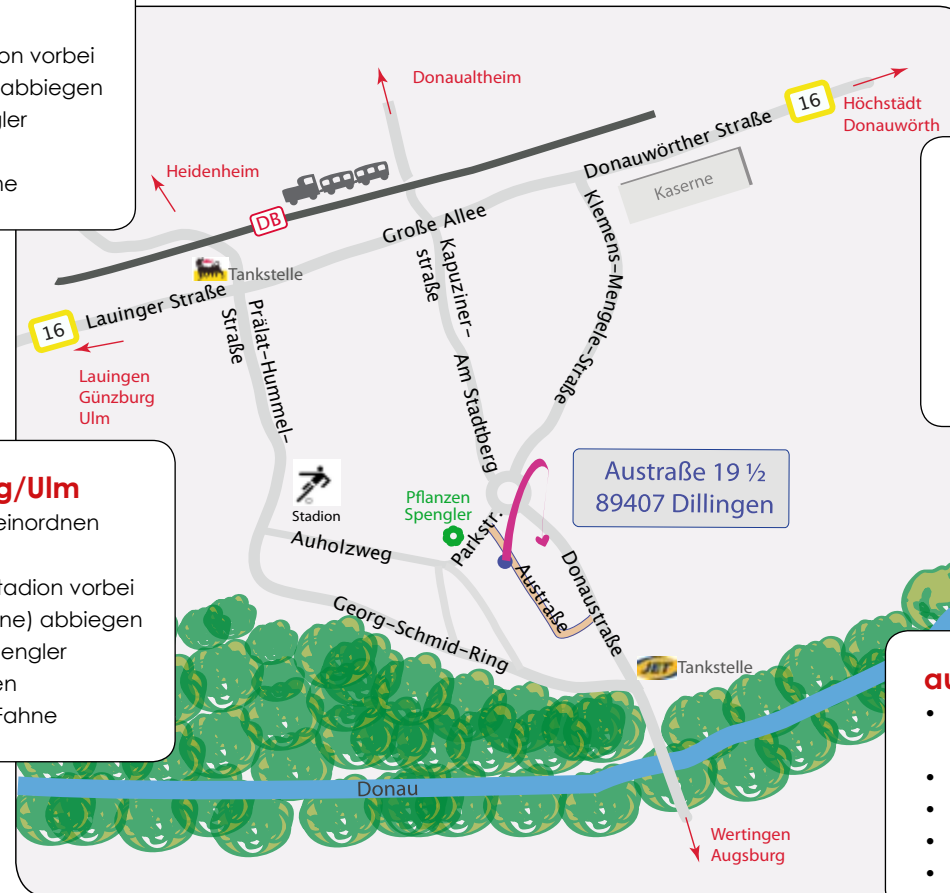 on vorbei
abbiegen
gler
ne
Donaualtheim
16
Höchstädt
Donauwörth
Donauwörther Straße
Kaserne
Heidenheim
DB
Große Allee
Klemens-Mengele-Straße
Kapuziner-
straße
Tankstelle
Lauinger Straße
16
Prälat-Hummel-
Straße
Lauingen
Günzburg
Ulm
Am Stadtberg
g/Ulm
einordnen
tadion vorbei
ne) abbiegen
engler
en
Fahne
Stadion
Pflanzen
Spengler
Austraße 19 ½
89407 Dillingen
Parkstr.
Auholzweg
Austraße
Donaustraße
Georg-Schmid-Ring
JET
Tankstelle
au
•
•
•
•
•
Donau
Wertingen
Augsburg